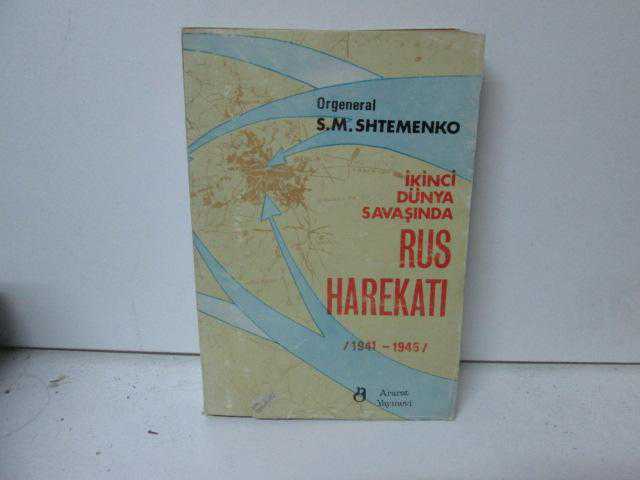 Orgeneral
S.M. SHTEMENKO
İKİNCİ
DÜNYA
SAVAŞINDA
RUS
HAREKATI
/1941 - 1945/
Ararat
Yayınevi